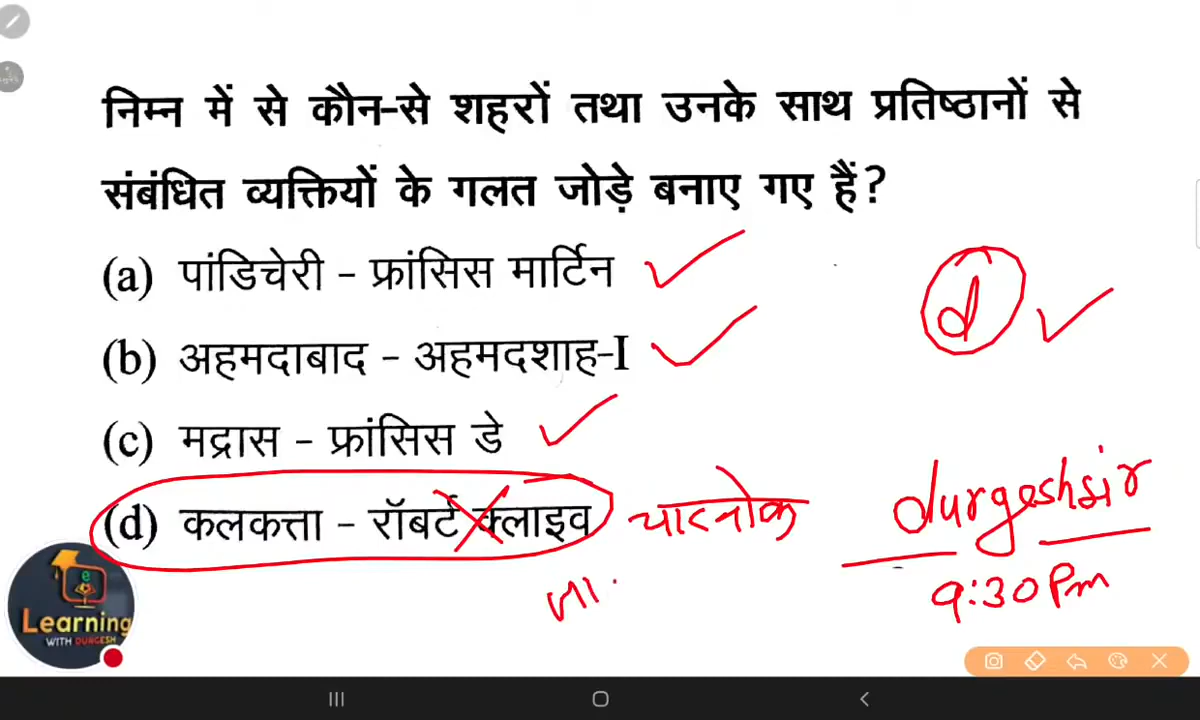 निम्न में से कौन-से शहरों तथा उनके साथ प्रतिष्ठानों से
संबंधित व्यक्तियों के गलत जोड़े बनाए गए हैं?
(a) पांडिचेरी - फ्रांसिस मार्टिन
(b) अहमदाबाद - अहमदशाह-I
d
(c) मद्रास - फ्रांसिस डे
(d) कलकत्ता - रॉबर्ट क्लाइव
durgeshsir
9:30 Pm
e
Learning
WITH DURGESH